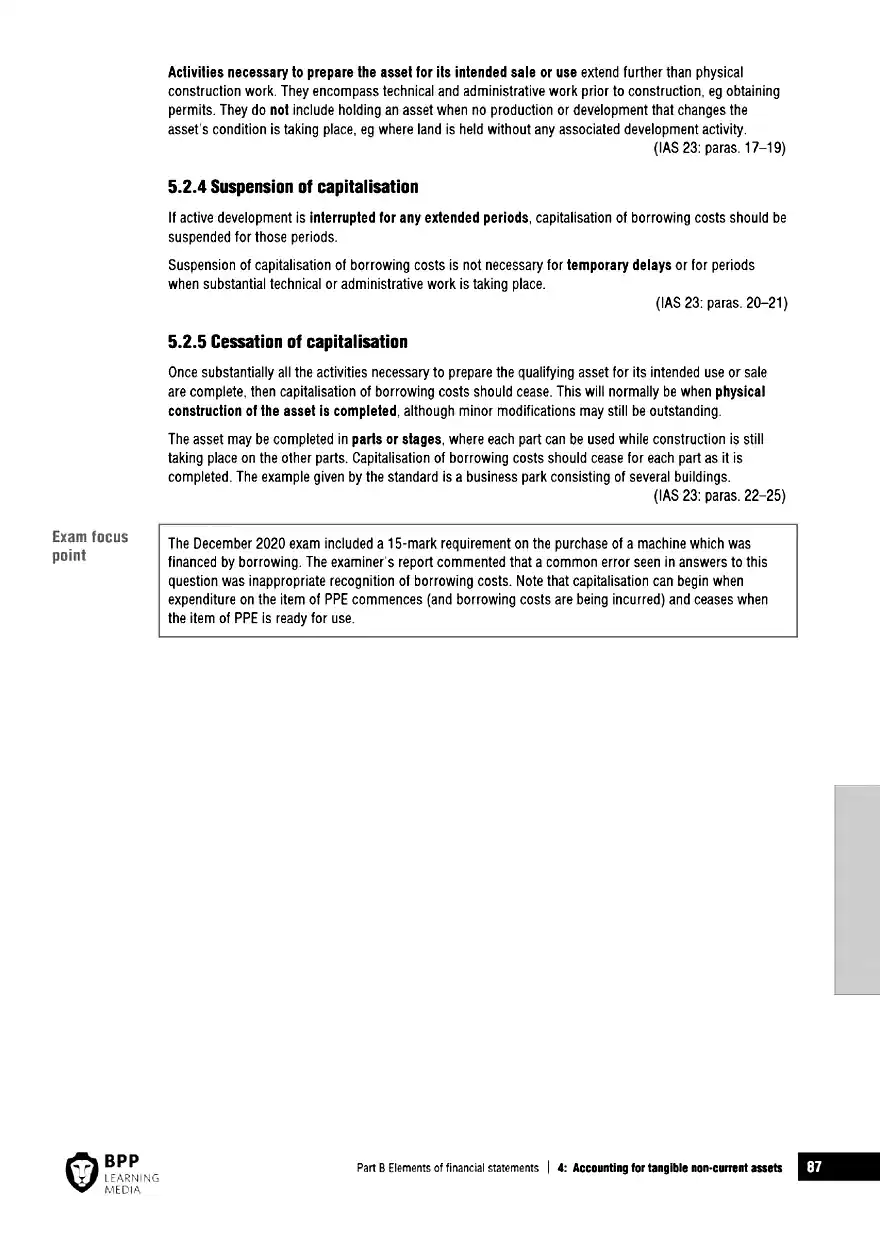 Activities necessary to prepare the asset for its intended sale or use extend further than physical
construction work. They encompass technical and administrative work prior to construction, eg obtaining
permits. They do not include holding an asset when no production or development that changes the
asset's condition is taking place, eg where land is held without any associated development activity.
(IAS 23: paras. 17–19)
5.2.4 Suspension of capitalisation
If active development is interrupted for any extended periods, capitalisation of borrowing costs should be
suspended for those periods.
Suspension of capitalisation of borrowing costs is not necessary for temporary delays or for periods
when substantial technical or administrative work is taking place.
(IAS 23: paras. 20–21)
5.2.5 Cessation of capitalisation
Once substantially all the activities necessary to prepare the qualifying asset for its intended use or sale
are complete, then capitalisation of borrowing costs should cease. This will normally be when physical
construction of the asset is completed, although minor modifications may still be outstanding.
The asset may be completed in parts or stages, where each part can be used while construction is still
taking place on the other parts. Capitalisation of borrowing costs should cease for each part as it is
completed. The example given by the standard is a business park consisting of several buildings.
(IAS 23: paras. 22–25)
Exam focus
point
The December 2020 exam included a 15-mark requirement on the purchase of a machine which was
financed by borrowing. The examiner's report commented that a common error seen in answers to this
question was inappropriate recognition of borrowing costs. Note that capitalisation can begin when
expenditure on the item of PPE commences (and borrowing costs are being incurred) and ceases when
the item of PPE is ready for use.
BPP
LEARNING
MEDIA
Part B Elements of financial statements | 4: Accounting for tangible non-current assets 87